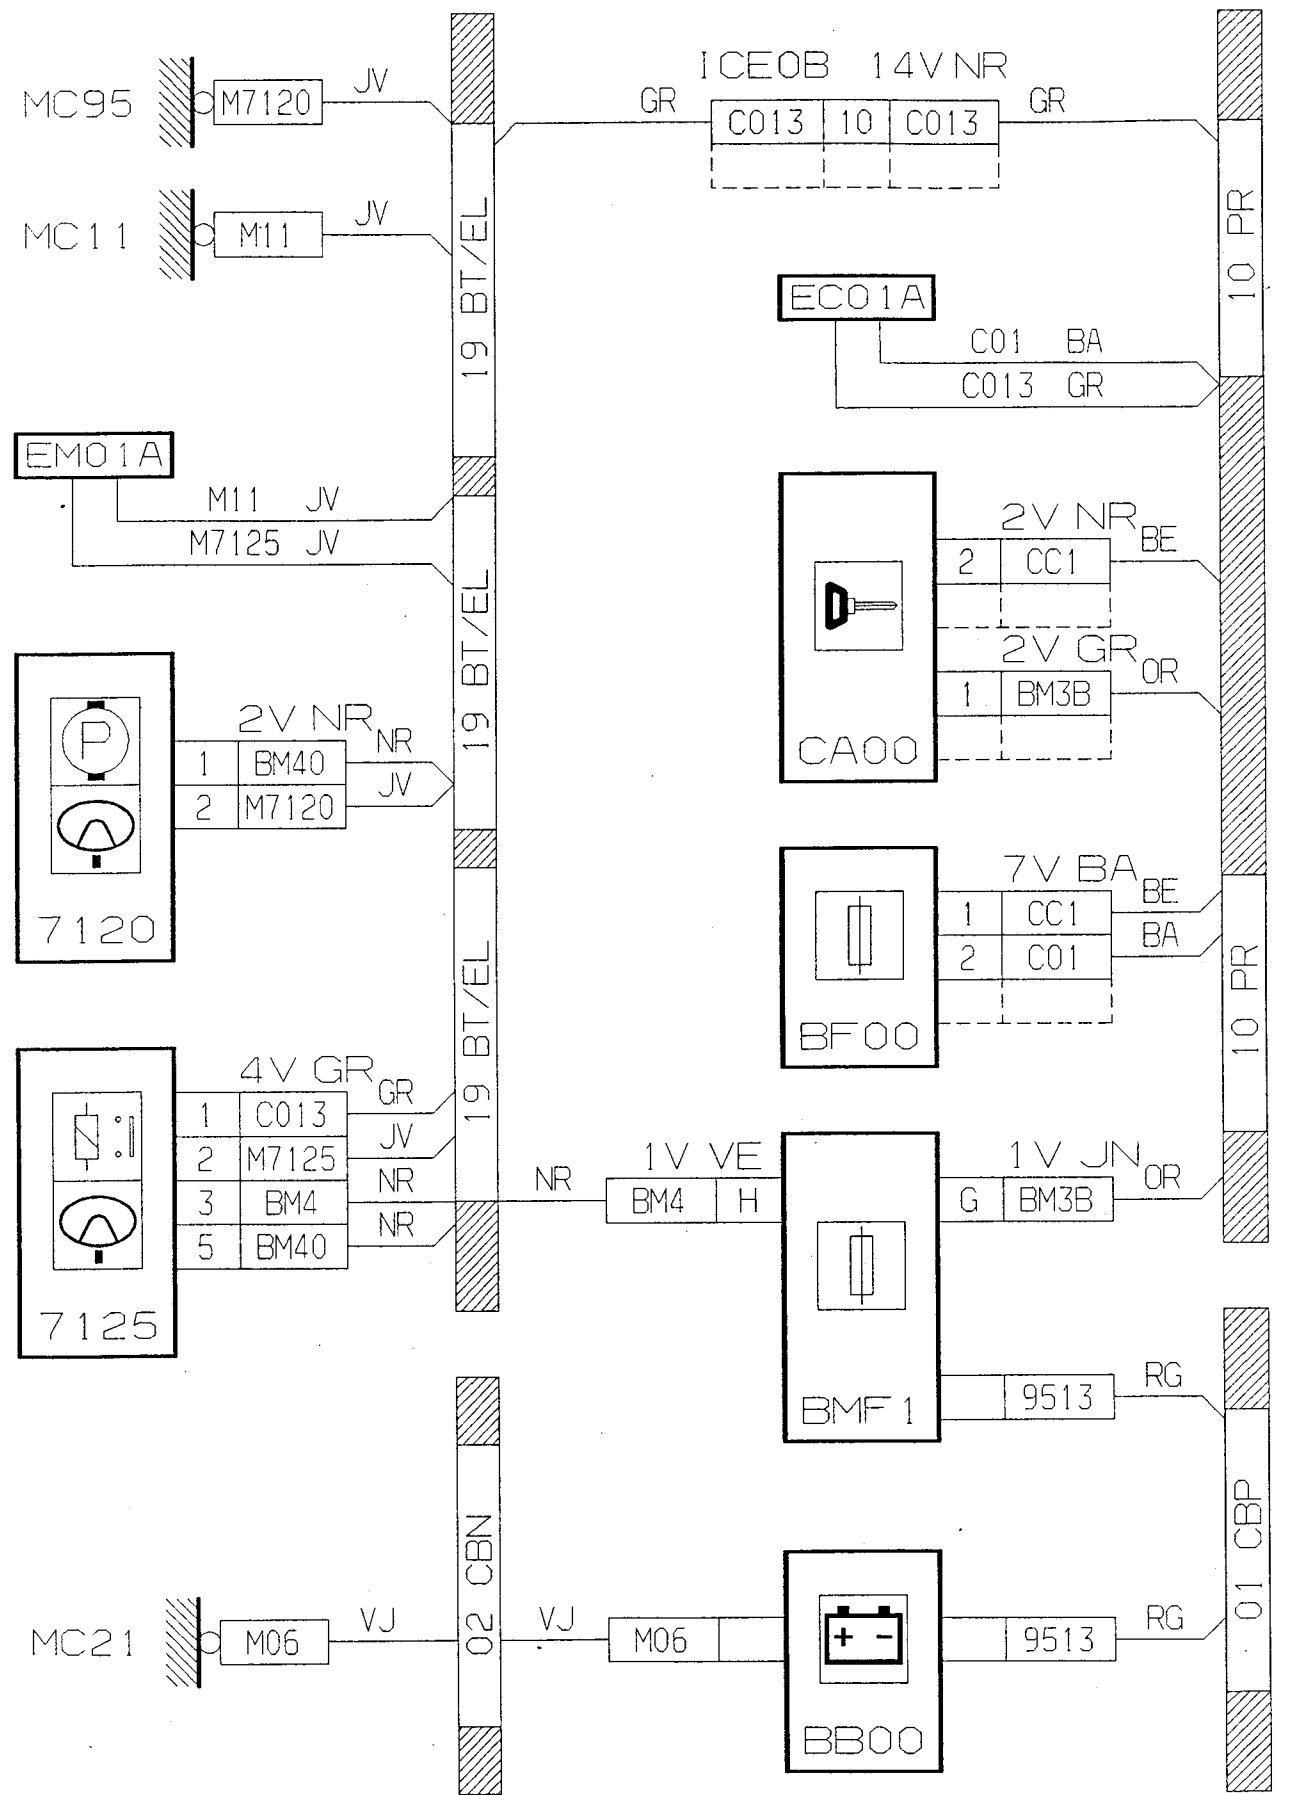 ICE0B 14V NR
MC95 M7120 JV
GR C013 10 C013 GR
MC11 M11 JV
19 BT/EL
10 PR
EC01A
C01 BA
C013 GR
EM01A
M11 JV
M7125 JV
19 BT/EL
2V NR
2 CC1 BE
2V GR
1 BM3B OR
CA00
P
2V NR
1 BM40 NR
2 M7120 JV
7120
7V BA
1 CC1 BE
2 C01 BA
BF00
10 PR
19 BT/EL
4V GR
1 C013 GR
2 M7125 JV
3 BM4 NR
5 BM40 NR
7125
1V VE
NR BM4 H
1V JN
G BM3B OR
BMF1
9513 RG
02 CBN
01 CBP
MC21 M06 VJ
VJ M06
+ -
9513 RG
BB00